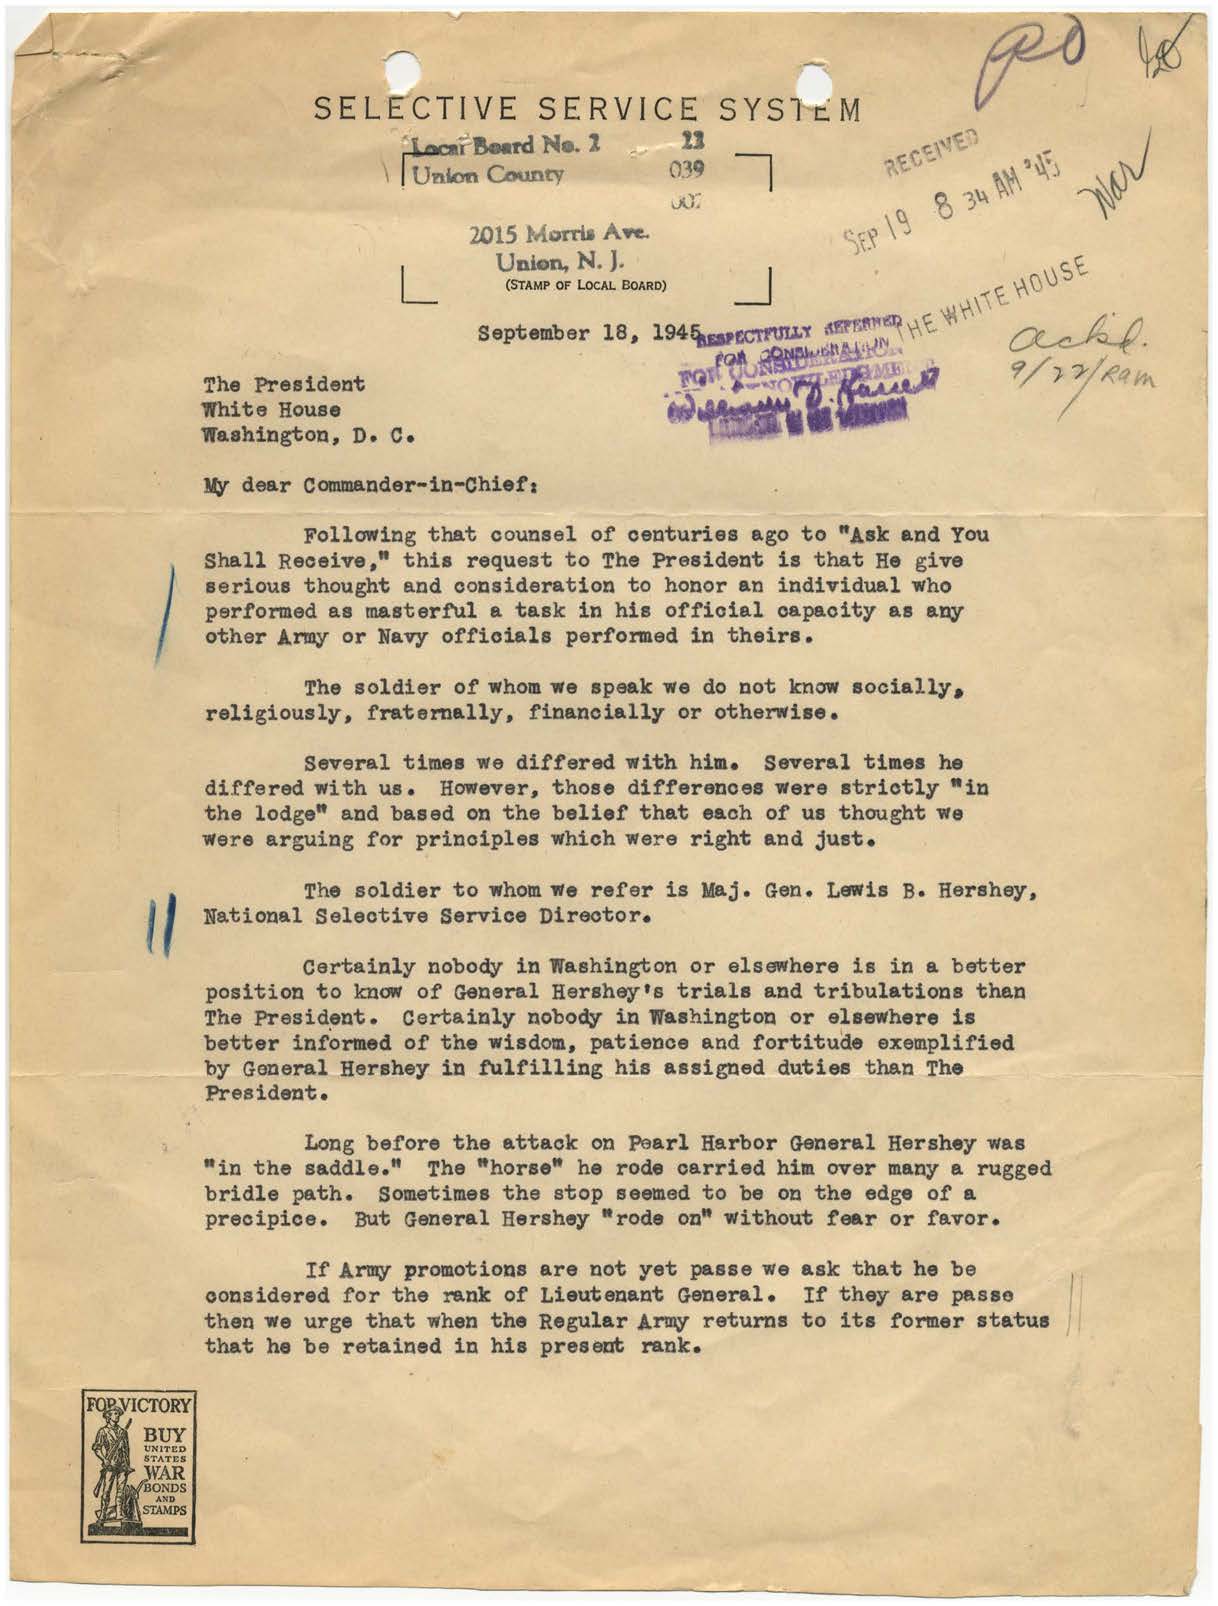 SELECTIVE SERVICE SYSTEM
Local Board No. 2 22
Union County 039
007
2015 Morris Ave.
Union, N. J.
(STAMP OF LOCAL BOARD)
RECEIVED
SEP 19 8 34 AM '45
THE WHITE HOUSE
War
Ackd.
9/22/
September 18, 1945
RESPECTFULLY REFERRED
FOR CONSIDERATION
FOR CONSIDERATION
ACKNOWLEDGMENT
William D. Hassett
SECRETARY TO THE PRESIDENT
The President
White House
Washington, D. C.
My dear Commander-in-Chief:
Following that counsel of centuries ago to "Ask and You
Shall Receive," this request to The President is that He give
serious thought and consideration to honor an individual who
performed as masterful a task in his official capacity as any
other Army or Navy officials performed in theirs.
The soldier of whom we speak we do not know socially,
religiously, fraternally, financially or otherwise.
Several times we differed with him. Several times he
differed with us. However, those differences were strictly "in
the lodge" and based on the belief that each of us thought we
were arguing for principles which were right and just.
The soldier to whom we refer is Maj. Gen. Lewis B. Hershey,
National Selective Service Director.
Certainly nobody in Washington or elsewhere is in a better
position to know of General Hershey's trials and tribulations than
The President. Certainly nobody in Washington or elsewhere is
better informed of the wisdom, patience and fortitude exemplified
by General Hershey in fulfilling his assigned duties than The
President.
Long before the attack on Pearl Harbor General Hershey was
"in the saddle." The "horse" he rode carried him over many a rugged
bridle path. Sometimes the stop seemed to be on the edge of a
precipice. But General Hershey "rode on" without fear or favor.
If Army promotions are not yet passe we ask that he be
considered for the rank of Lieutenant General. If they are passe
then we urge that when the Regular Army returns to its former status
that he be retained in his present rank.
FOR VICTORY
BUY
UNITED
STATES
WAR
BONDS
AND
STAMPS